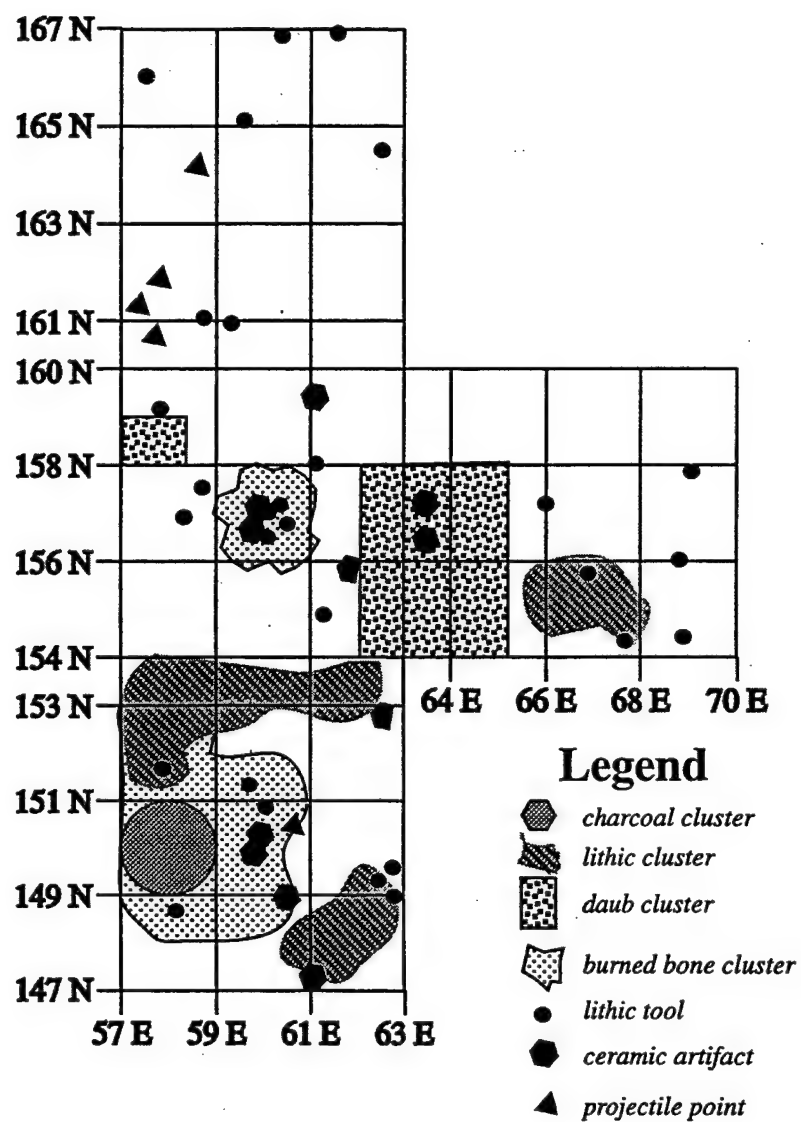 167 N
165 N
163 N
161 N
160 N
158 N
156 N
154 N
153 N
64 E 66 E 68 E 70 E
Legend
151 N
charcoal cluster
lithic cluster
149 N
daub cluster
burned bone cluster
147 N
lithic tool
57 E 59 E 61 E 63 E
ceramic artifact
projectile point